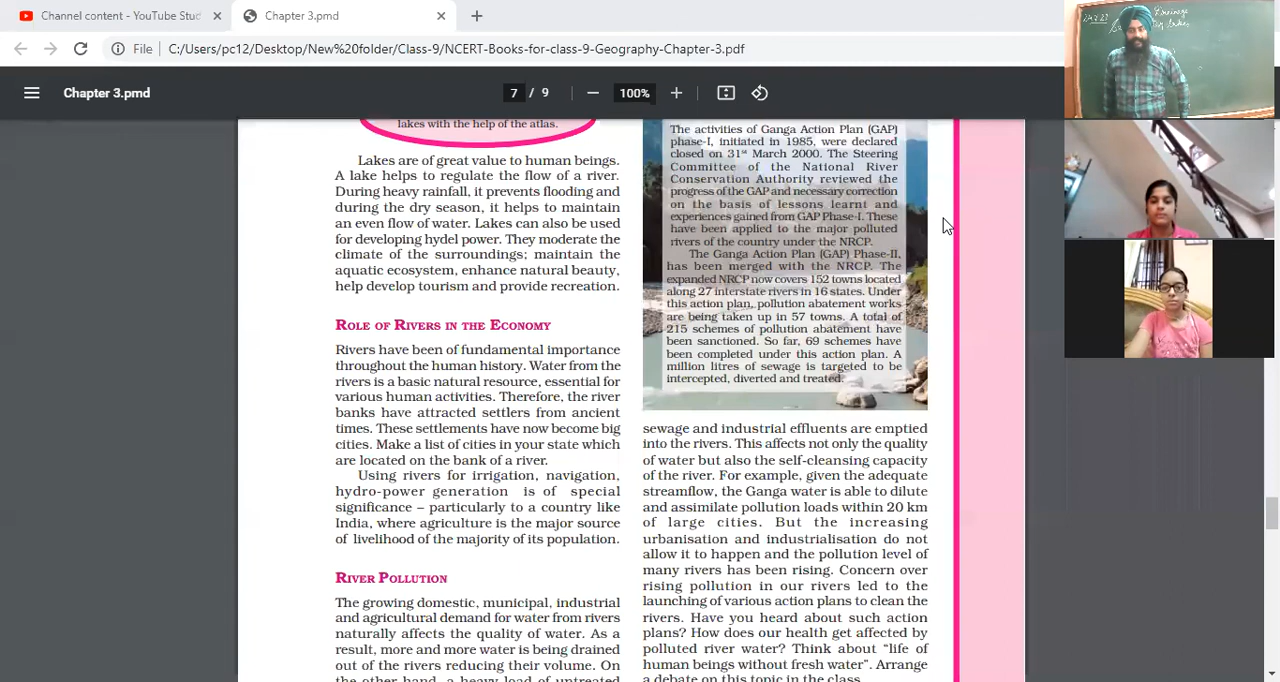 Channel content - YouTube Stu
Chapter 3.pmd
File
C:/Users/pc12/Desktop/New%20folder/Class-9/NCERT-Books-for-class-9-Geography-Chapter-3.pdf
Chapter 3.pmd
7 / 9
100%
lakes with the help of the atlas.
Lakes are of great value to human beings.
A lake helps to regulate the flow of a river.
During heavy rainfall, it prevents flooding and
during the dry season, it helps to maintain
an even flow of water. Lakes can also be used
for developing hydel power. They moderate the
climate of the surroundings; maintain the
aquatic ecosystem, enhance natural beauty,
help develop tourism and provide recreation.
ROLE OF RIVERS IN THE ECONOMY
Rivers have been of fundamental importance
throughout the human history. Water from the
rivers is a basic natural resource, essential for
various human activities. Therefore, the river
banks have attracted settlers from ancient
times. These settlements have now become big
cities. Make a list of cities in your state which
are located on the bank of a river.
Using rivers for irrigation, navigation,
hydro-power generation is of special
significance – particularly to a country like
India, where agriculture is the major source
of livelihood of the majority of its population.
RIVER POLLUTION
The growing domestic, municipal, industrial
and agricultural demand for water from rivers
naturally affects the quality of water. As a
result, more and more water is being drained
out of the rivers reducing their volume. On
the other hand, a heavy load of untreated
The activities of Ganga Action Plan (GAP)
phase-I, initiated in 1985, were declared
closed on 31st March 2000. The Steering
Committee of the National River
Conservation Authority reviewed the
progress of the GAP and necessary correction
on the basis of lessons learnt and
experiences gained from GAP Phase-I. These
have been applied to the major polluted
rivers of the country under the NRCP.
The Ganga Action Plan (GAP) Phase-II,
has been merged with the NRCP. The
expanded NRCP now covers 152 towns located
along 27 interstate rivers in 16 states. Under
this action plan, pollution abatement works
are being taken up in 57 towns. A total of
215 schemes of pollution abatement have
been sanctioned. So far, 69 schemes have
been completed under this action plan. A
million litres of sewage is targeted to be
intercepted, diverted and treated.
sewage and industrial effluents are emptied
into the rivers. This affects not only the quality
of water but also the self-cleansing capacity
of the river. For example, given the adequate
streamflow, the Ganga water is able to dilute
and assimilate pollution loads within 20 km
of large cities. But the increasing
urbanisation and industrialisation do not
allow it to happen and the pollution level of
many rivers has been rising. Concern over
rising pollution in our rivers led to the
launching of various action plans to clean the
rivers. Have you heard about such action
plans? How does our health get affected by
polluted river water? Think about “life of
human beings without fresh water”. Arrange
a debate on this topic in the class.
Drainage